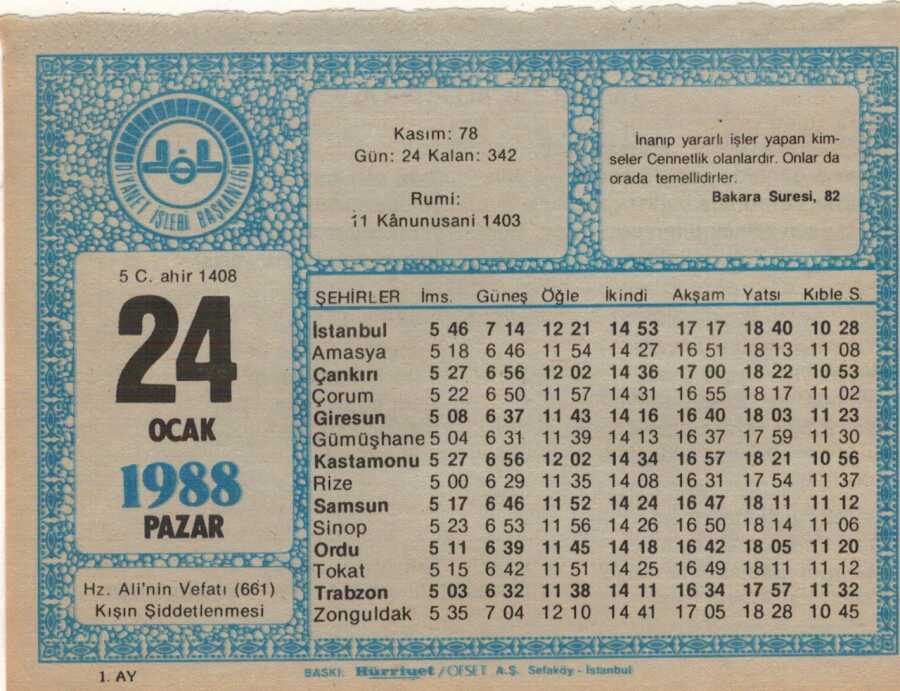 DİYANET İŞLERİ BAŞKANLIĞI
Kasım: 78
Gün: 24 Kalan: 342
Rumi:
11 Kânunusani 1403
İnanıp yararlı işler yapan kim-
seler Cennetlik olanlardır. Onlar da
orada temellidirler.
Bakara Suresi, 82
5 C. ahir 1408
24
OCAK
1988
PAZAR
Hz. Ali'nin Vefatı (661)
Kışın Şiddetlenmesi
ŞEHİRLER İms. Güneş Öğle İkindi Akşam Yatsı Kıble S.
İstanbul 5 46 7 14 12 21 14 53 17 17 18 40 10 28
Amasya 5 18 6 46 11 54 14 27 16 51 18 13 11 08
Çankırı 5 27 6 56 12 02 14 36 17 00 18 22 10 53
Çorum 5 22 6 50 11 57 14 31 16 55 18 17 11 02
Giresun 5 08 6 37 11 43 14 16 16 40 18 03 11 23
Gümüşhane 5 04 6 31 11 39 14 13 16 37 17 59 11 30
Kastamonu 5 27 6 56 12 02 14 34 16 57 18 21 10 56
Rize 5 00 6 29 11 35 14 08 16 31 17 54 11 37
Samsun 5 17 6 46 11 52 14 24 16 47 18 11 11 12
Sinop 5 23 6 53 11 56 14 26 16 50 18 14 11 06
Ordu 5 11 6 39 11 45 14 18 16 42 18 05 11 20
Tokat 5 15 6 42 11 51 14 25 16 49 18 11 11 12
Trabzon 5 03 6 32 11 38 14 11 16 34 17 57 11 32
Zonguldak 5 35 7 04 12 10 14 41 17 05 18 28 10 45
1. AY
BASKI: Hürriyet/OFSET A.Ş. Sefaköy - İstanbul